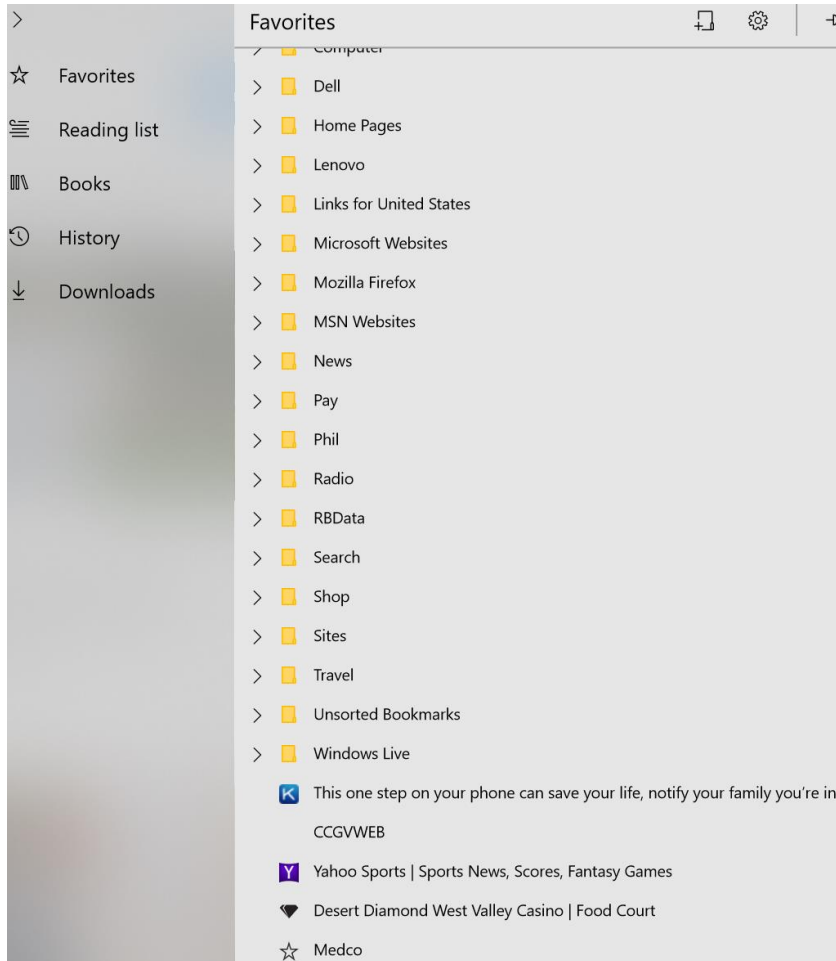 Favorites
Reading list
Books
History
Downloads
Favorites
Computer
Dell
Home Pages
Lenovo
Links for United States
Microsoft Websites
Mozilla Firefox
MSN Websites
News
Pay
Phil
Radio
RBData
Search
Shop
Sites
Travel
Unsorted Bookmarks
Windows Live
This one step on your phone can save your life, notify your family you're in
CCGVWEB
Yahoo Sports | Sports News, Scores, Fantasy Games
Desert Diamond West Valley Casino | Food Court
Medco